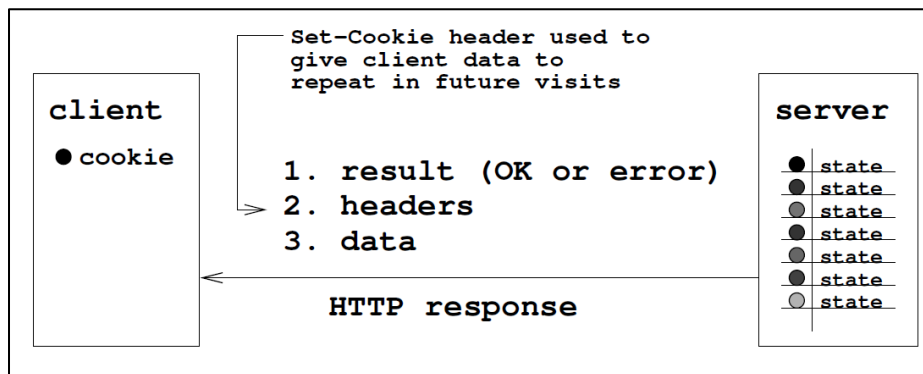 Set-Cookie header used to
give client data to
repeat in future visits
client
cookie
server
state
state
state
state
state
state
state
1. result (OK or error)
2. headers
3. data
HTTP response